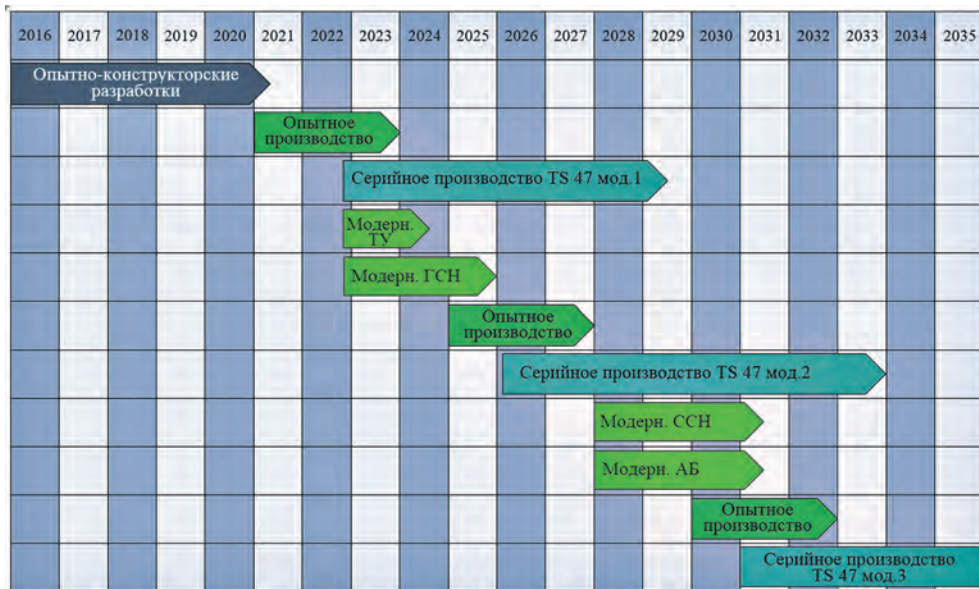 2016 2017 2018 2019 2020 2021 2022 2023 2024 2025 2026 2027 2028 2029 2030 2031 2032 2033 2034 2035
Опытно-конструкторские
разработки
Опытное
производство
Серийное производство TS 47 мод.1
Модерн.
ТУ
Модерн. ГСН
Опытное
производство
Серийное производство TS 47 мод.2
Модерн. ССН
Модерн. АБ
Опытное
производство
Серийное производство
TS 47 мод.3